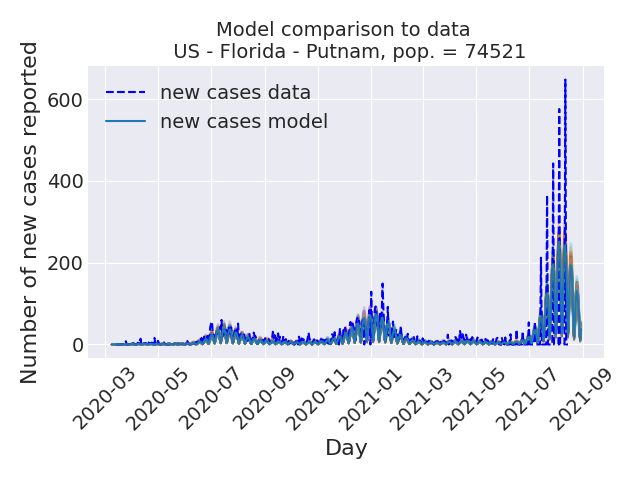 Model comparison to data
US - Florida - Putnam, pop. = 74521
Number of new cases reported
600
400
200
0
new cases data
new cases model
2020-03
2020-05
2020-07
2020-09
2020-11
2021-01
2021-03
2021-05
2021-07
2021-09
Day